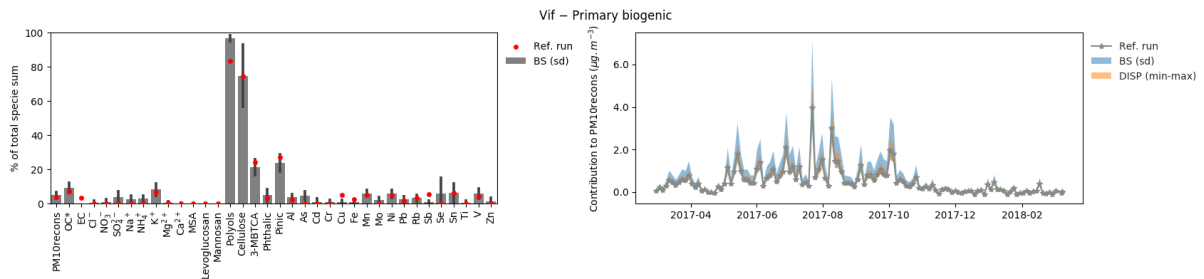 Vif − Primary biogenic
% of total specie sum
100
80
60
40
20
0
Ref. run
BS (sd)
PM10recons
OC*
EC
Cl⁻
NO₃⁻
SO₄²⁻
Na⁺
NH₄⁺
K⁺
Mg²⁺
Ca²⁺
MSA
Levoglucosan
Mannosan
Polyols
Cellulose
3-MBTCA
Phthalic
Pinic
Al
As
Cd
Cr
Cu
Fe
Mn
Mo
Ni
Pb
Rb
Sb
Se
Sn
Ti
V
Zn
Contribution to PM10recons (µg. m⁻³)
6.0
4.0
2.0
0.0
Ref. run
BS (sd)
DISP (min-max)
2017-04
2017-06
2017-08
2017-10
2017-12
2018-02